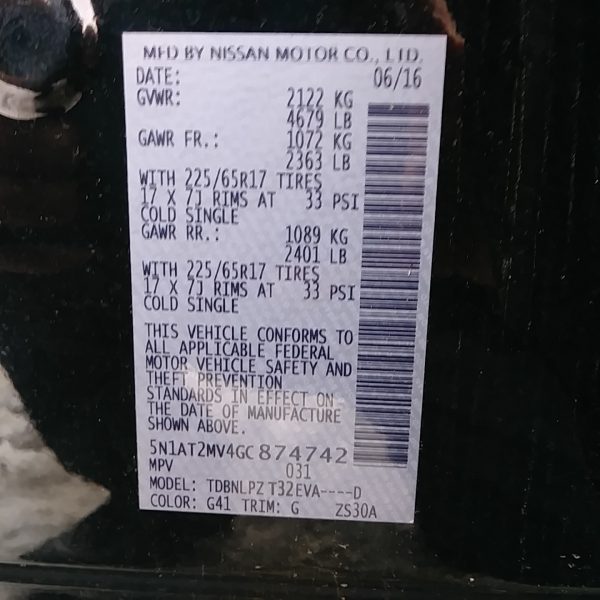 MFD BY NISSAN MOTOR CO., LTD.
DATE: 06/16
GVWR: 2122 KG
4679 LB
GAWR FR.: 1072 KG
2363 LB
WITH 225/65R17 TIRES
17 X 7J RIMS AT 33 PSI
COLD SINGLE
GAWR RR.: 1089 KG
2401 LB
WITH 225/65R17 TIRES
17 X 7J RIMS AT 33 PSI
COLD SINGLE
THIS VEHICLE CONFORMS TO
ALL APPLICABLE FEDERAL
MOTOR VEHICLE SAFETY AND
THEFT PREVENTION
STANDARDS IN EFFECT ON
THE DATE OF MANUFACTURE
SHOWN ABOVE.
5N1AT2MV4GC874742
MPV 031
MODEL: TDBNLPZ T32EVA----D
COLOR: G41 TRIM: G ZS30A